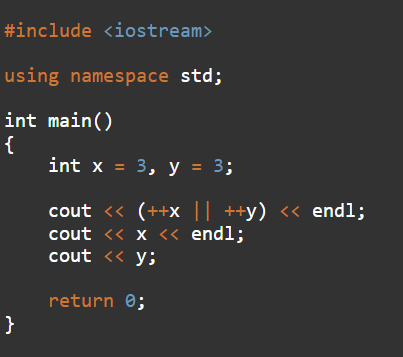 #include <iostream>
using namespace std;
int main()
{
    int x = 3, y = 3;
    cout << (++x || ++y) << endl;
    cout << x << endl;
    cout << y;
    return 0;
}